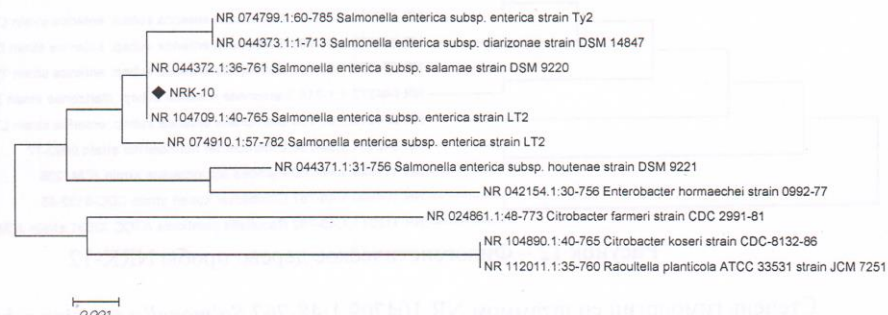 NR 074799.1:60-785 Salmonella enterica subsp. enterica strain Ty2
NR 044373.1:1-713 Salmonella enterica subsp. diarizonae strain DSM 14847
NR 044372.1:36-761 Salmonella enterica subsp. salamae strain DSM 9220
NRK-10
NR 104709.1:40-765 Salmonella enterica subsp. enterica strain LT2
NR 074910.1:57-782 Salmonella enterica subsp. enterica strain LT2
NR 044371.1:31-756 Salmonella enterica subsp. houtenae strain DSM 9221
NR 042154.1:30-756 Enterobacter hormaechei strain 0992-77
NR 024861.1:48-773 Citrobacter farmeri strain CDC 2991-81
NR 104890.1:40-765 Citrobacter koseri strain CDC-8132-86
NR 112011.1:35-760 Raoultella planticola ATCC 33531 strain JCM 7251
0.001